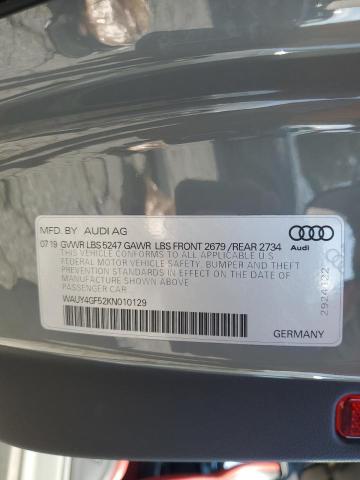 MFD. BY AUDI AG
07 19 GVWR LBS 5247 GAWR LBS FRONT 2679 /REAR 2734
THIS VEHICLE CONFORMS TO ALL APPLICABLE U.S
FEDERAL MOTOR VEHICLE SAFETY, BUMPER AND THEFT
PREVENTION STANDARDS IN EFFECT ON THE DATE OF
MANUFACTURE SHOWN ABOVE.
PASSENGER CAR
WAUY4GF52KN010129
Audi
2924022
GERMANY